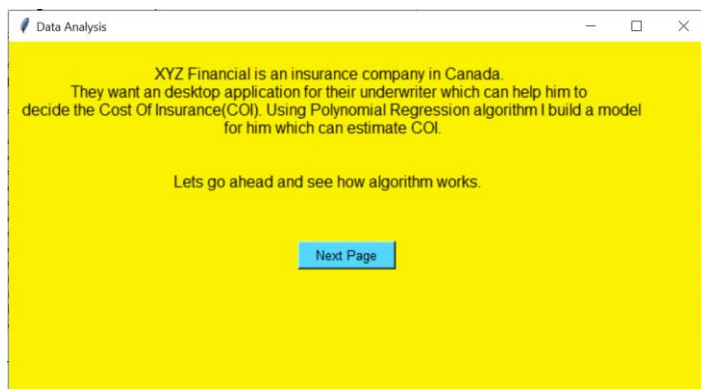 Data Analysis
XYZ Financial is an insurance company in Canada.
They want an desktop application for their underwriter which can help him to
decide the Cost Of Insurance(COI). Using Polynomial Regression algorithm I build a model
for him which can estimate COI.
Lets go ahead and see how algorithm works.
Next Page